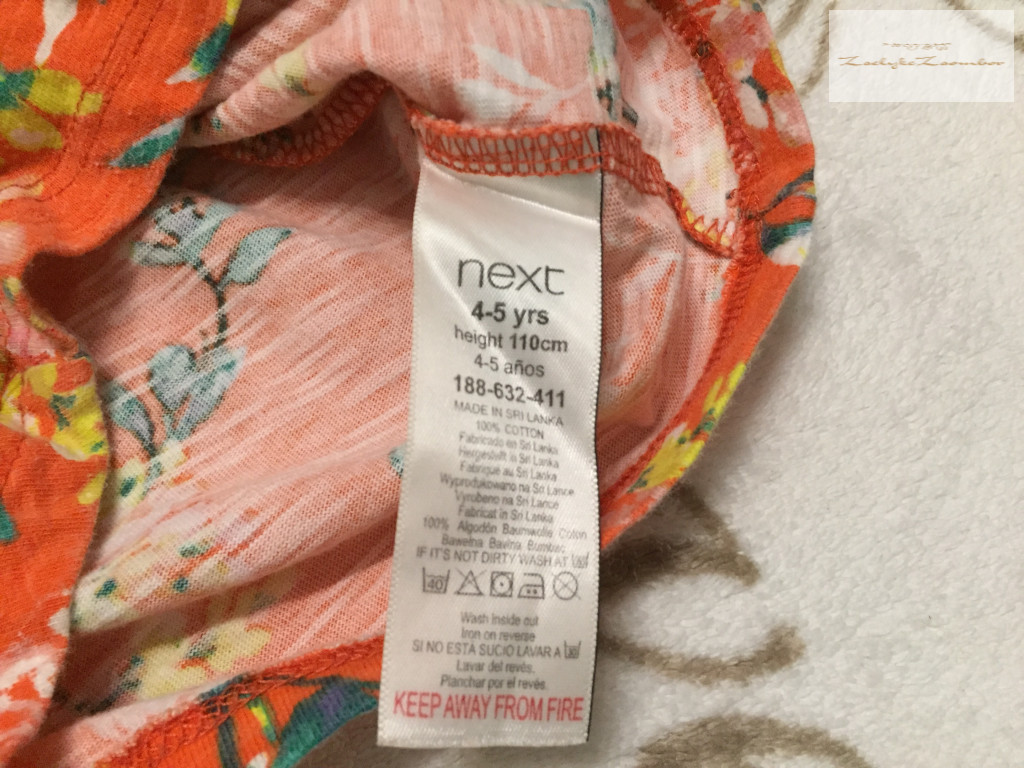 next
4-5 yrs
height 110cm
4-5 años
188-632-411
MADE IN SRI LANKA
100% COTTON
Fabricado en Sri Lanka
Hergestellt in Sri Lanka
Fabriqué au Sri Lanka
Wyprodukowano na Sri Lance
Vyrobeno na Srí Lance
Fabricat in Sri Lanka
100% Algodón Baumwolle Coton
Bawełna Bavlna Bumbac
IF IT'S NOT DIRTY WASH AT
40
Wash inside out
Iron on reverse
SI NO ESTÁ SUCIO LAVAR A
Lavar del revés.
Planchar por el revés.
KEEP AWAY FROM FIRE